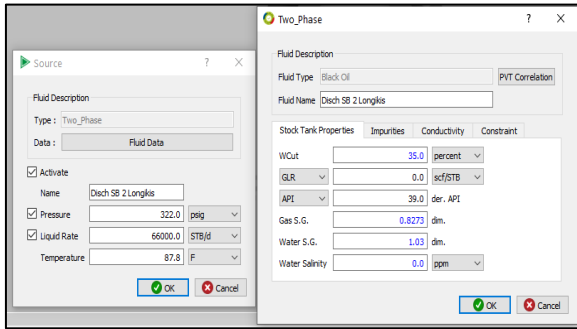 Source ? ×
Fluid Description
Type : Two_Phase
Data : Fluid Data
Activate
Name Disch SB 2 Longikis
Pressure 322.0 psig
Liquid Rate 66000.0 STB/d
Temperature 87.8 F
OK Cancel
Two_Phase ? ×
Fluid Description
Fluid Type Black Oil PVT Correlation
Fluid Name Disch SB 2 Longikis
Stock Tank Properties Impurities Conductivity Constraint
WCut 35.0 percent
GLR 0.0 scf/STB
API 39.0 der. API
Gas S.G. 0.8273 dim.
Water S.G. 1.03 dim.
Water Salinity 0.0 ppm
OK Cancel